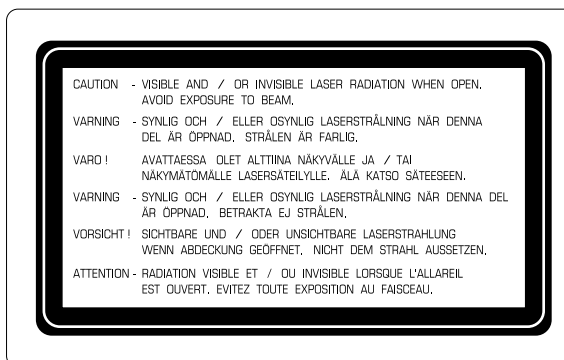 CAUTION - VISIBLE AND / OR INVISIBLE LASER RADIATION WHEN OPEN.
AVOID EXPOSURE TO BEAM.
VARNING - SYNLIG OCH / ELLER OSYNLIG LASERSTRÅLNING NÄR DENNA
DEL ÄR ÖPPNAD. STRÅLEN ÄR FARLIG.
VARO ! AVATTAESSA OLET ALTTIINA NÄKYVÄLLE JA / TAI
NÄKYMÄTÖMÄLLE LASERSÄTEILYLLE. ÄLÄ KATSO SÄTEESEEN.
VARNING - SYNLIG OCH / ELLER OSYNLIG LASERSTRÅLNING NÄR DENNA DEL
ÄR ÖPPNAD. BETRAKTA EJ STRÅLEN.
VORSICHT ! SICHTBARE UND / ODER UNSICHTBARE LASERSTRAHLUNG
WENN ABDECKUNG GEÖFFNET. NICHT DEM STRAHL AUSSETZEN.
ATTENTION - RADIATION VISIBLE ET / OU INVISIBLE LORSQUE L'ALLAREIL
EST OUVERT. EVITEZ TOUTE EXPOSITION AU FAISCEAU.